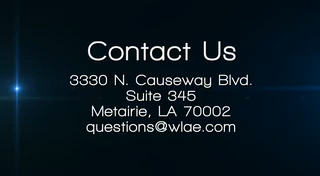 Contact Us
3330 N. Causeway Blvd.
Suite 345
Metairie, LA 70002
questions@wlae.com